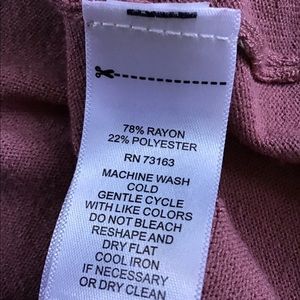 78% RAYON
22% POLYESTER
RN 73163
MACHINE WASH
COLD
GENTLE CYCLE
WITH LIKE COLORS
DO NOT BLEACH
RESHAPE AND
DRY FLAT
COOL IRON
IF NECESSARY
OR DRY CLEAN